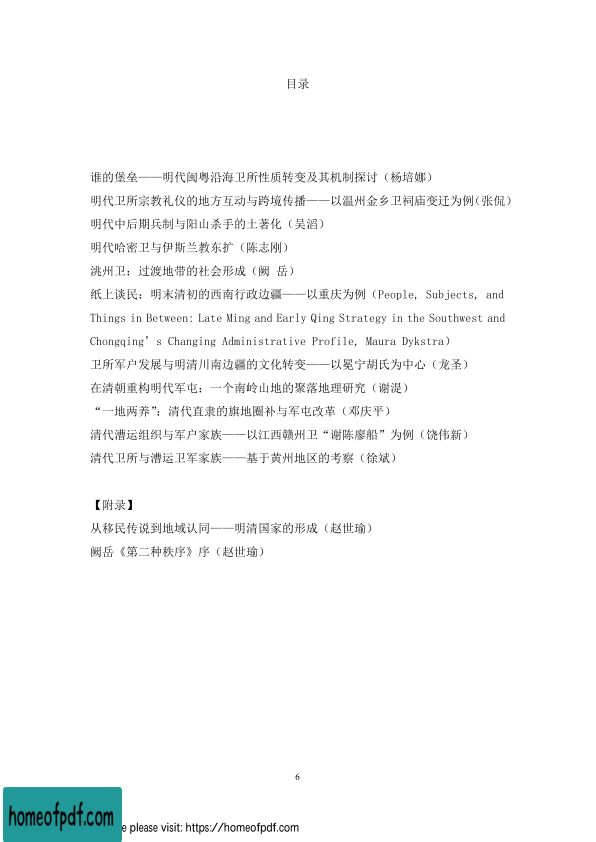 目录
谁的堡垒——明代闽粤沿海卫所性质转变及其机制探讨（杨培娜）
明代卫所宗教礼仪的地方互动与跨境传播——以温州金乡卫祠庙变迁为例（张侃）
明代中后期兵制与阳山杀手的土著化（吴滔）
明代哈密卫与伊斯兰教东扩（陈志刚）
洮州卫：过渡地带的社会形成（阙 岳）
纸上谈民：明末清初的西南行政边疆——以重庆为例（People, Subjects, and
Things in Between: Late Ming and Early Qing Strategy in the Southwest and
Chongqing’s Changing Administrative Profile, Maura Dykstra）
卫所军户发展与明清川南边疆的文化转变——以冕宁胡氏为中心（龙圣）
在清朝重构明代军屯：一个南岭山地的聚落地理研究（谢湜）
“一地两养”：清代直隶的旗地圈补与军屯改革（邓庆平）
清代漕运组织与军户家族——以江西赣州卫“谢陈廖船”为例（饶伟新）
清代卫所与漕运卫军家族——基于黄州地区的考察（徐斌）
【附录】
从移民传说到地域认同——明清国家的形成（赵世瑜）
阙岳《第二种秩序》序（赵世瑜）
6
homeofpdf.com
e please visit: https://homeofpdf.com